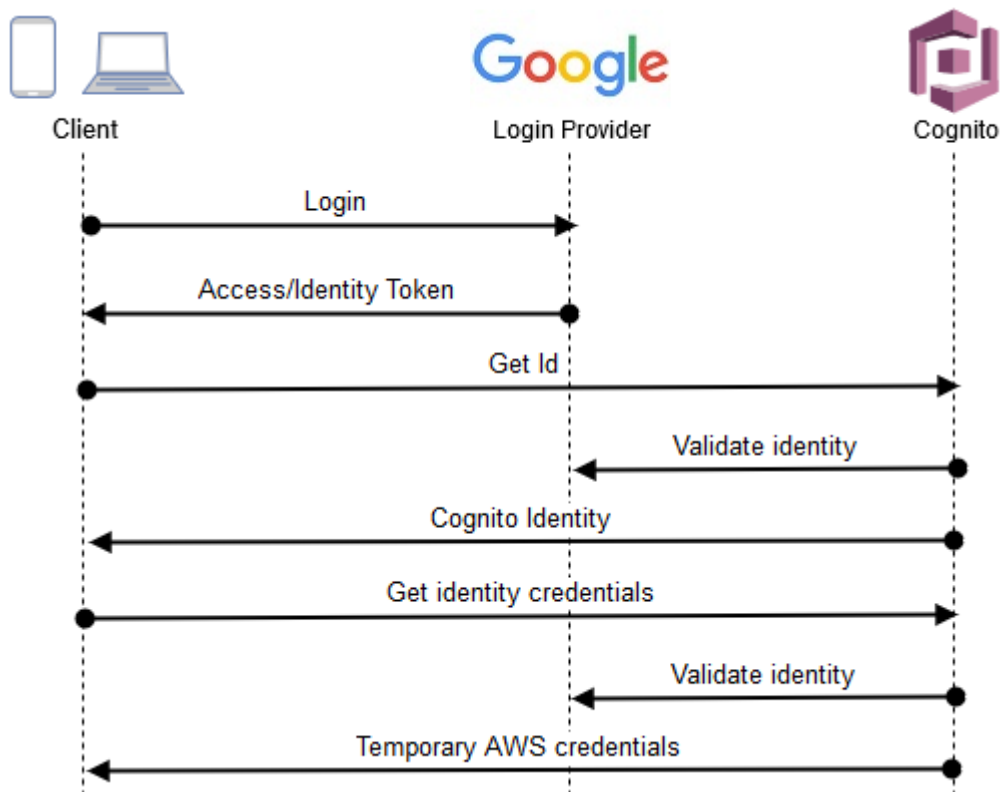 Google
Client
Login Provider
Cognito
Login
Access/Identity Token
Get Id
Validate identity
Cognito Identity
Get identity credentials
Validate identity
Temporary AWS credentials